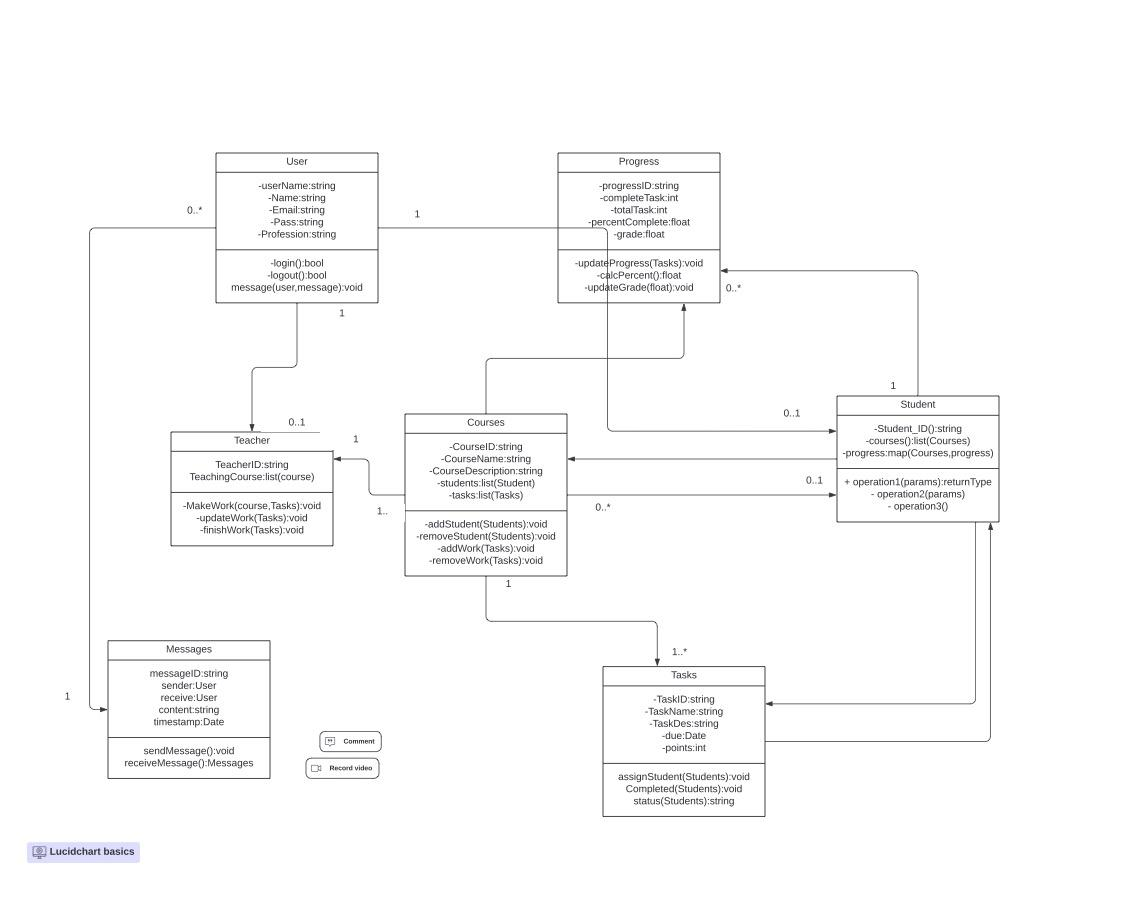 User
-userName:string
-Name:string
-Email:string
-Pass:string
-Profession:string
-login():bool
-logout():bool
message(user,message):void
Progress
-progressID:string
-completeTask:int
-totalTask:int
-percentComplete:float
-grade:float
-updateProgress(Tasks):void
-calcPercent():float
-updateGrade(float):void
0..*
1
0..*
1
1
0..1
0..1
Student
-Student_ID():string
-courses():list(Courses)
-progress:map(Courses,progress)
+ operation1(params):returnType
- operation2(params)
- operation3()
Teacher
TeacherID:string
TeachingCourse:list(course)
-MakeWork(course,Tasks):void
-updateWork(Tasks):void
-finishWork(Tasks):void
1
1..
Courses
-CourseID:string
-CourseName:string
-CourseDescription:string
-students:list(Student)
-tasks:list(Tasks)
-addStudent(Students):void
-removeStudent(Students):void
-addWork(Tasks):void
-removeWork(Tasks):void
0..1
0..*
1
1..*
Messages
messageID:string
sender:User
receive:User
content:string
timestamp:Date
sendMessage():void
receiveMessage():Messages
1
Tasks
-TaskID:string
-TaskName:string
-TaskDes:string
-due:Date
-points:int
assignStudent(Students):void
Completed(Students):void
status(Students):string
Comment
Record video
Lucidchart basics